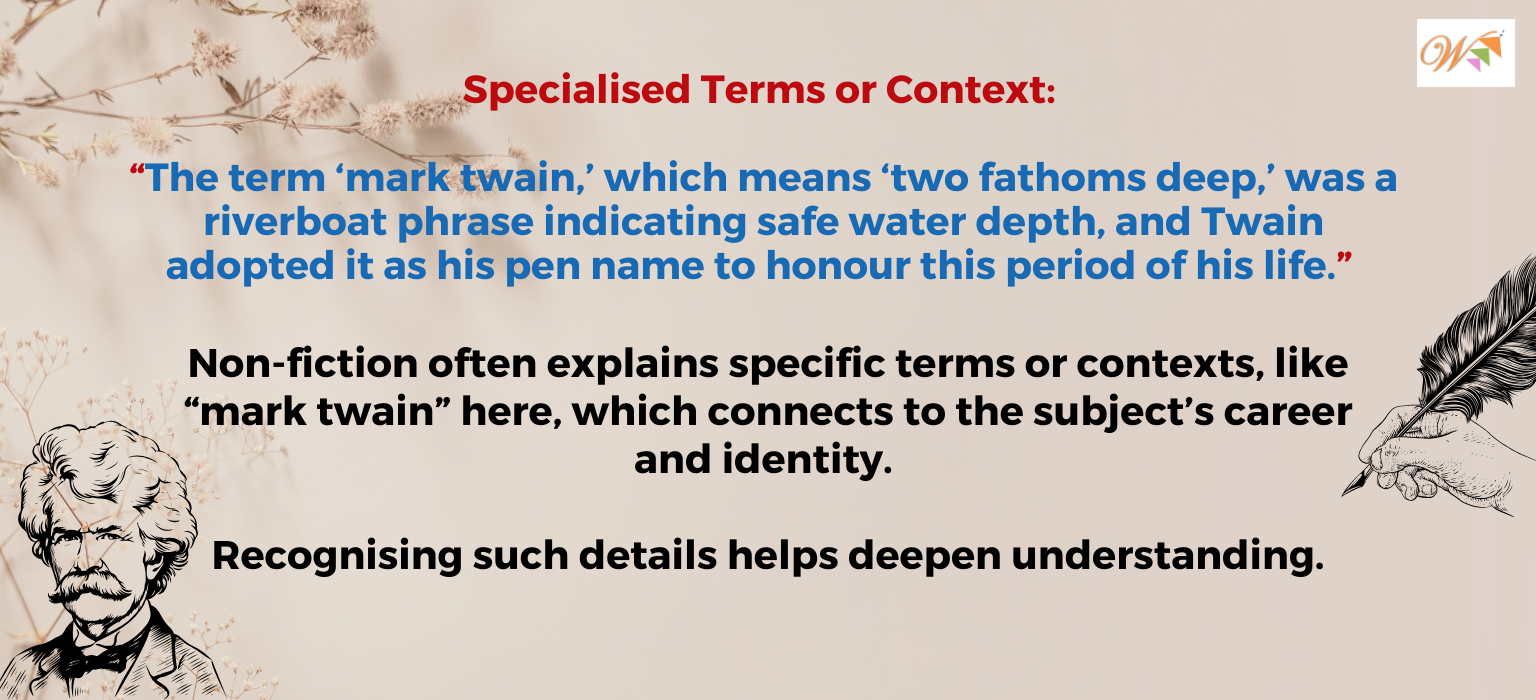 Specialised Terms or Context:
“The term ‘mark twain,’ which means ‘two fathoms deep,’ was a
riverboat phrase indicating safe water depth, and Twain
adopted it as his pen name to honour this period of his life.”
Non-fiction often explains specific terms or contexts, like
“mark twain” here, which connects to the subject’s career
and identity.
Recognising such details helps deepen understanding.
W